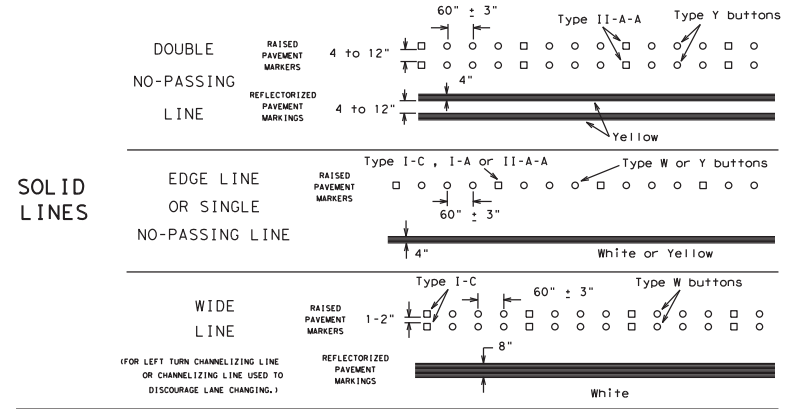 SOLID
LINES
DOUBLE
NO-PASSING
LINE
RAISED
PAVEMENT
MARKERS
4 to 12"
60" ± 3"
Type II-A-A
Type Y buttons
REFLECTORIZED
PAVEMENT
MARKINGS
4 to 12"
4"
Yellow
EDGE LINE
OR SINGLE
NO-PASSING LINE
RAISED
PAVEMENT
MARKERS
Type I-C , I-A or II-A-A
Type W or Y buttons
60" ± 3"
4"
White or Yellow
WIDE
LINE
(FOR LEFT TURN CHANNELIZING LINE
OR CHANNELIZING LINE USED TO
DISCOURAGE LANE CHANGING.)
RAISED
PAVEMENT
MARKERS
1-2"
Type I-C
60" ± 3"
Type W buttons
REFLECTORIZED
PAVEMENT
MARKINGS
8"
White